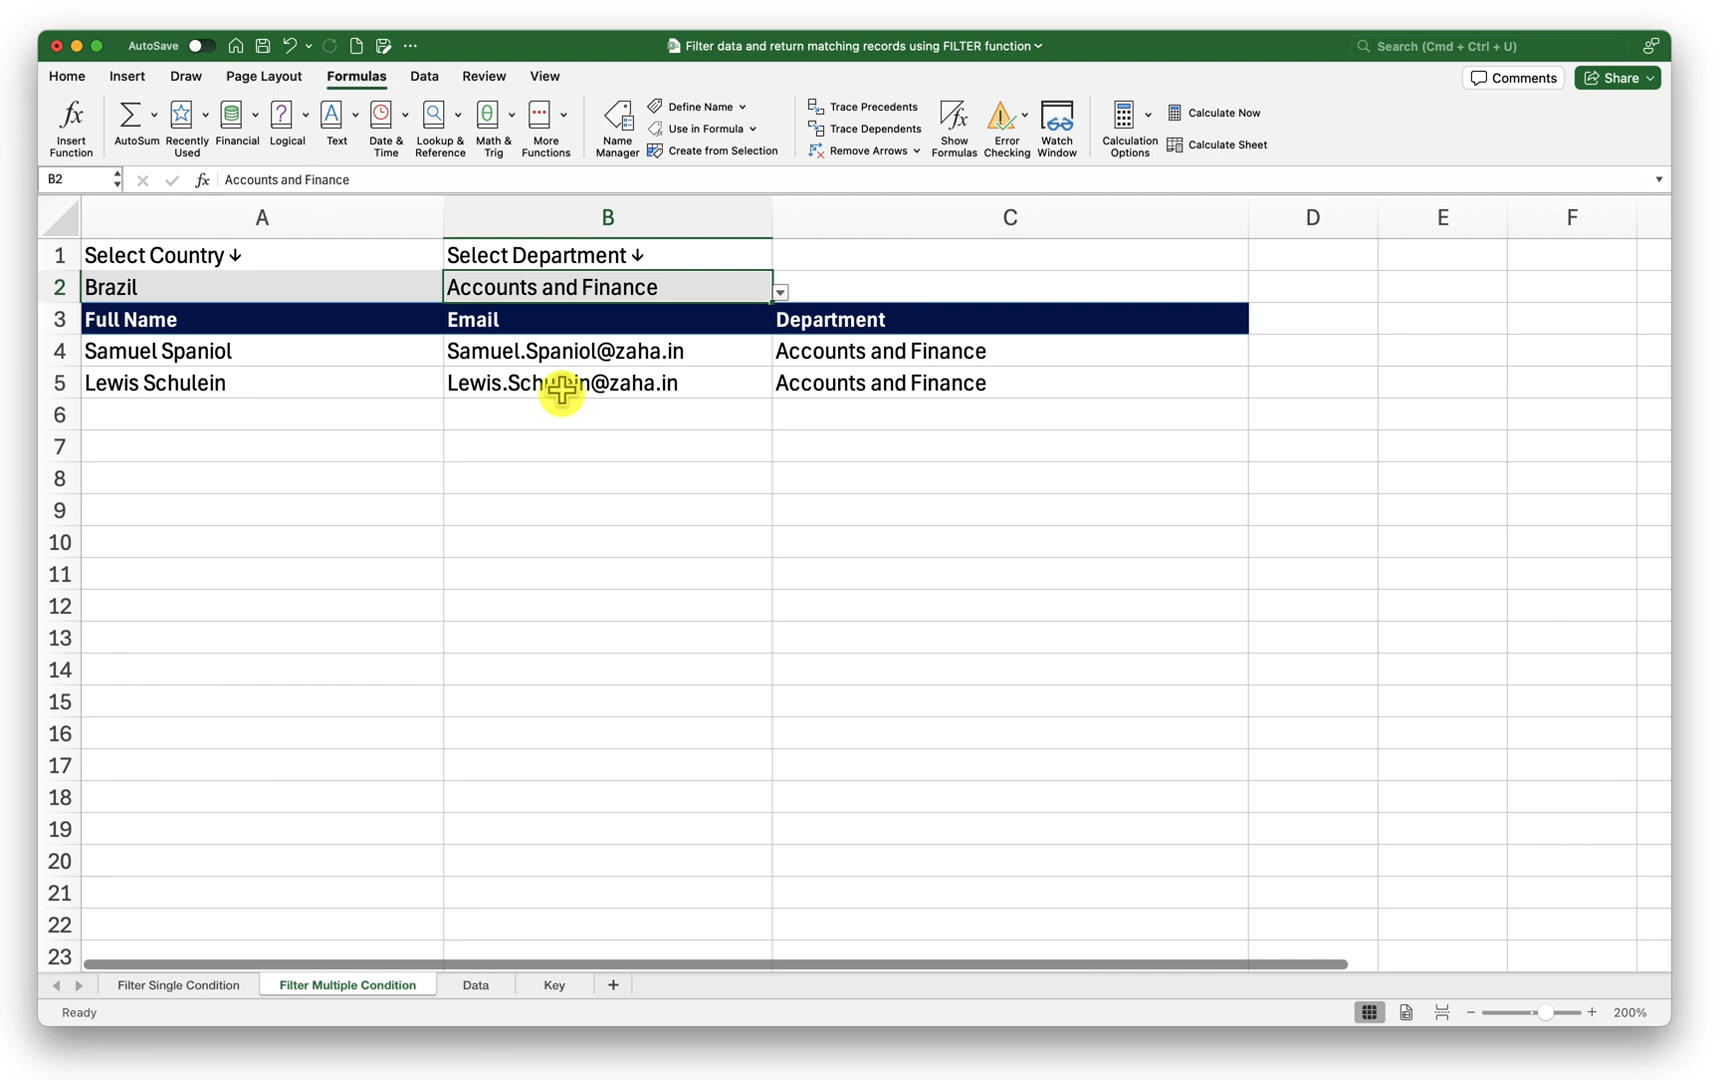 AutoSave
Filter data and return matching records using FILTER function
Search (Cmd + Ctrl + U)
Home Insert Draw Page Layout Formulas Data Review View
Comments Share
Insert Function
AutoSum
Recently Used
Financial
Logical
Text
Date & Time
Lookup & Reference
Math & Trig
More Functions
Name Manager
Define Name
Use in Formula
Create from Selection
Trace Precedents
Trace Dependents
Remove Arrows
Show Formulas
Error Checking
Watch Window
Calculation Options
Calculate Now
Calculate Sheet
B2 fx Accounts and Finance
A B C D E F
1 Select Country ↓ Select Department ↓
2 Brazil Accounts and Finance
3 Full Name Email Department
4 Samuel Spaniol Samuel.Spaniol@zaha.in Accounts and Finance
5 Lewis Schulein Lewis.Schulein@zaha.in Accounts and Finance
6
7
8
9
10
11
12
13
14
15
16
17
18
19
20
21
22
23
Filter Single Condition Filter Multiple Condition Data Key +
Ready
200%